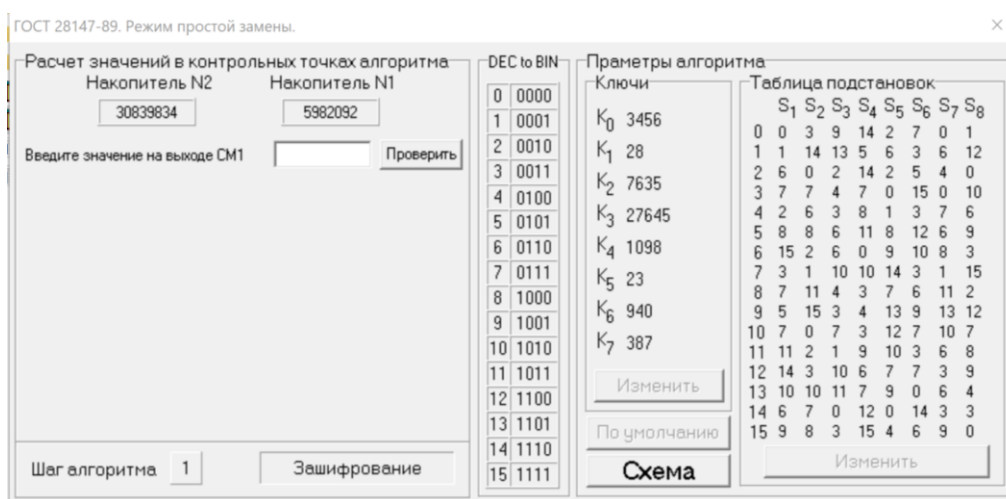 ГОСТ 28147-89. Режим простой замены.
Расчет значений в контрольных точках алгоритма
Накопитель N2 Накопитель N1
30839834 5982092
Введите значение на выходе СМ1 Проверить
Шаг алгоритма 1 Зашифрование
DEC to BIN
0 0000
1 0001
2 0010
3 0011
4 0100
5 0101
6 0110
7 0111
8 1000
9 1001
10 1010
11 1011
12 1100
13 1101
14 1110
15 1111
Праметры алгоритма
Ключи
K0 3456
K1 28
K2 7635
K3 27645
K4 1098
K5 23
K6 940
K7 387
Изменить
По умолчанию
Схема
Таблица подстановок
S1 S2 S3 S4 S5 S6 S7 S8
0 0 3 9 14 2 7 0 1
1 1 14 13 5 6 3 6 12
2 6 0 2 14 2 5 4 0
3 7 7 4 7 0 15 0 10
4 2 6 3 8 1 3 7 6
5 8 8 6 11 8 12 6 9
6 15 2 6 0 9 10 8 3
7 3 1 10 10 14 3 1 15
8 7 11 4 3 7 6 11 2
9 5 15 3 4 13 9 13 12
10 7 0 7 3 12 7 10 7
11 11 2 1 9 10 3 6 8
12 14 3 10 6 7 7 3 9
13 10 10 11 7 9 0 6 4
14 6 7 0 12 0 14 3 3
15 9 8 3 15 4 6 9 0
Изменить